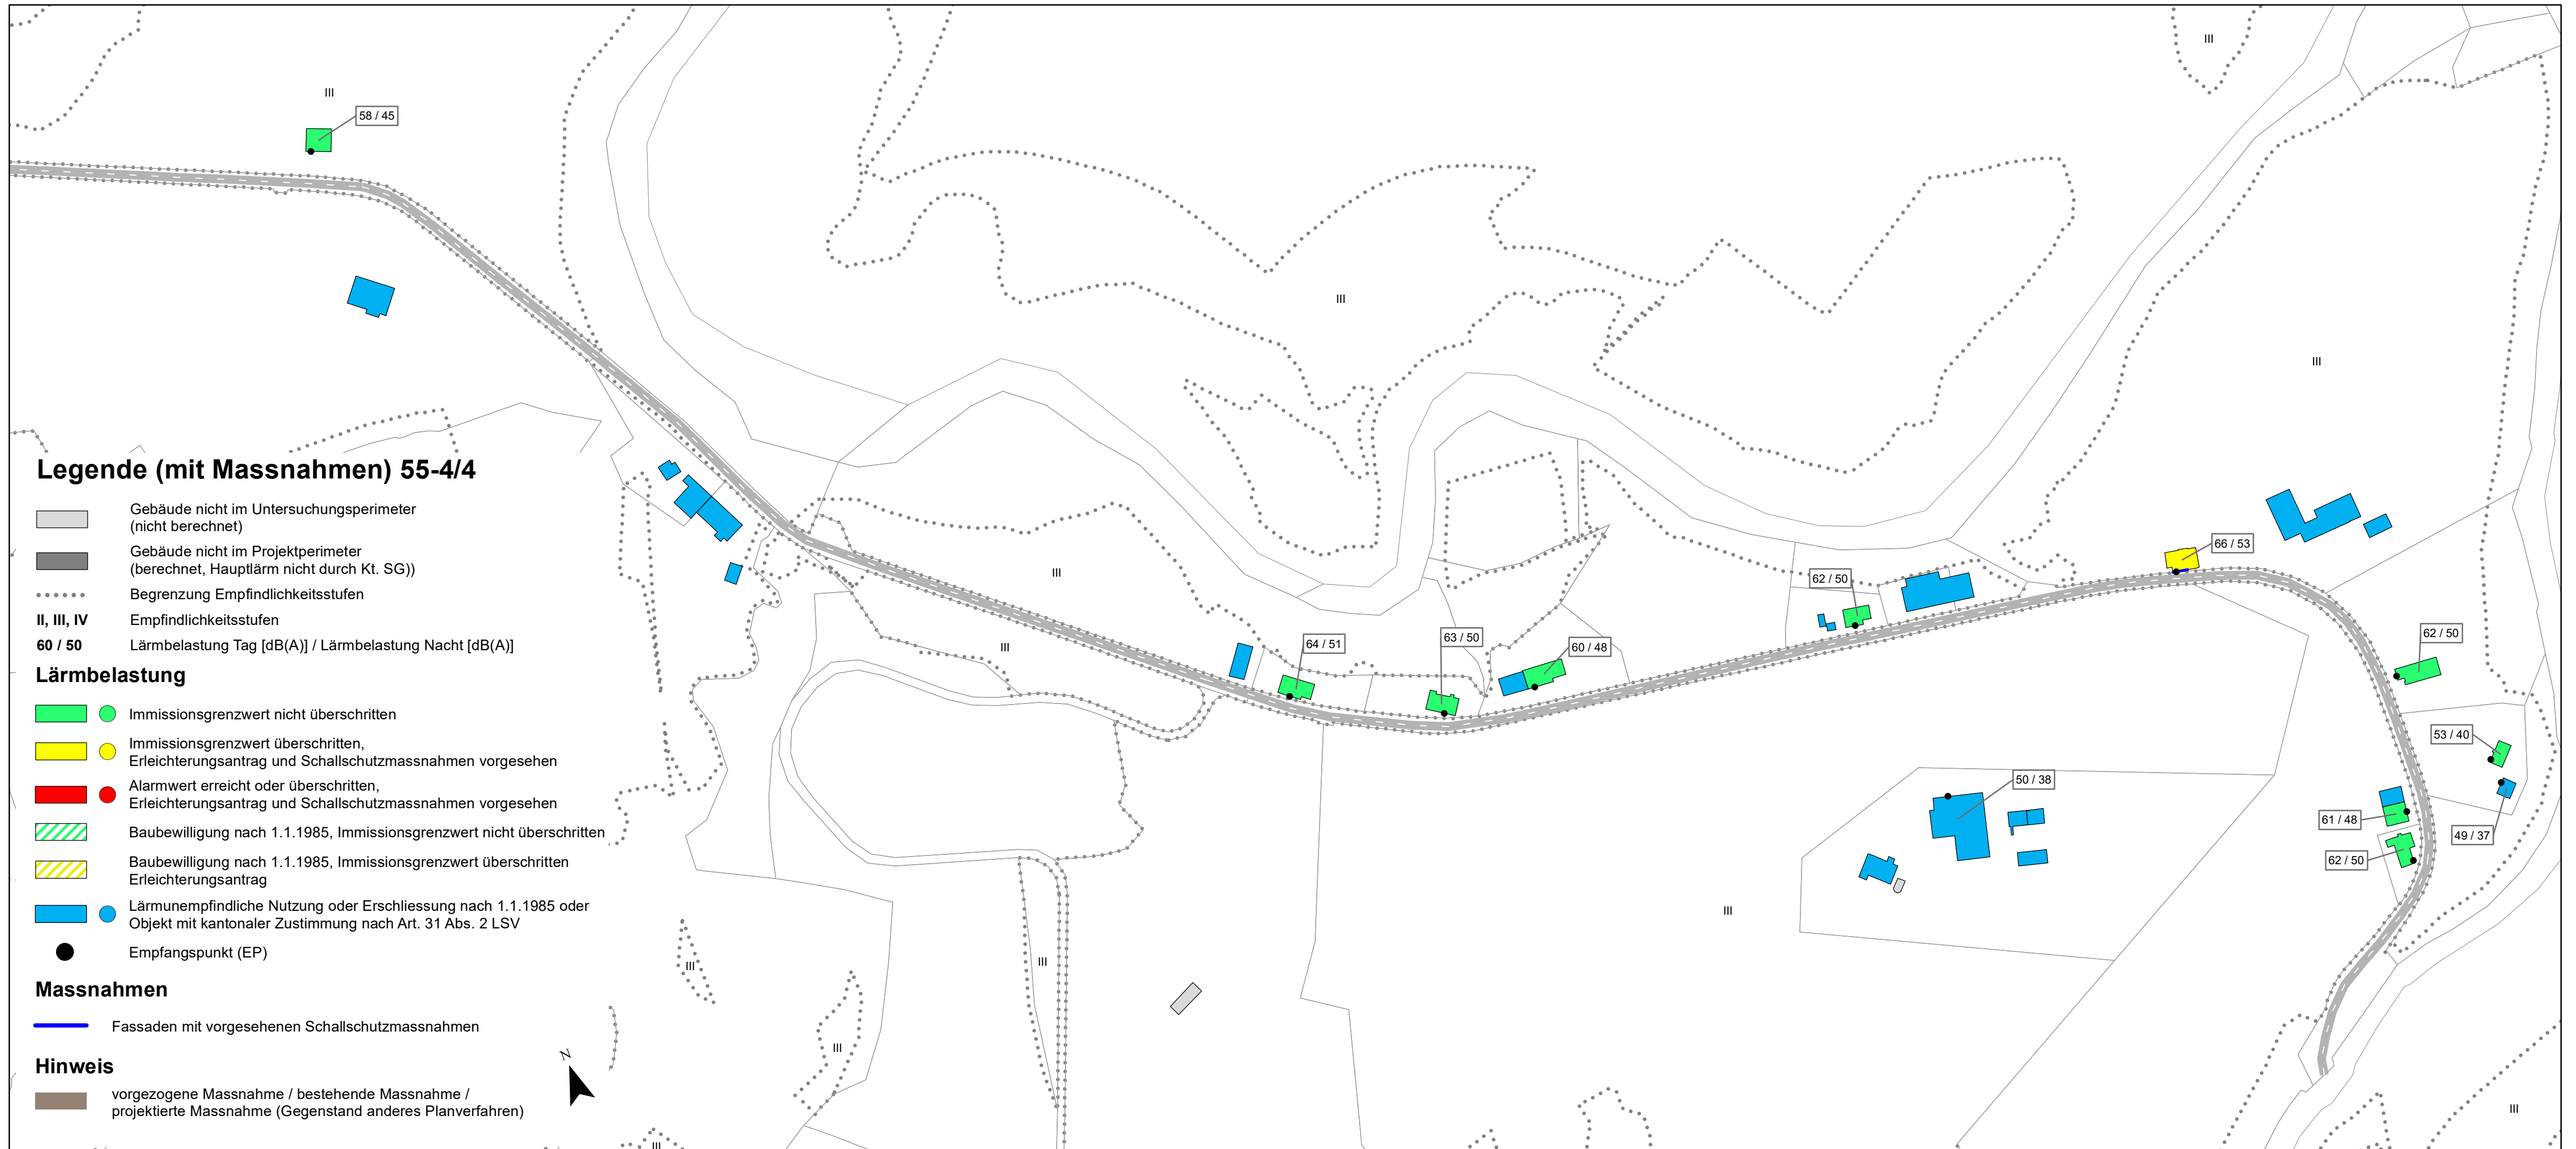 III
III
58 / 45
III
III
Legende (mit Massnahmen) 55-4/4
Gebäude nicht im Untersuchungsperimeter
(nicht berechnet)
Gebäude nicht im Projektperimeter
(berechnet, Hauptlärm nicht durch Kt. SG))
Begrenzung Empfindlichkeitsstufen
II, III, IV Empfindlichkeitsstufen
60 / 50 Lärmbelastung Tag [dB(A)] / Lärmbelastung Nacht [dB(A)]
Lärmbelastung
Immissionsgrenzwert nicht überschritten
Immissionsgrenzwert überschritten,
Erleichterungsantrag und Schallschutzmassnahmen vorgesehen
Alarmwert erreicht oder überschritten,
Erleichterungsantrag und Schallschutzmassnahmen vorgesehen
Baubewilligung nach 1.1.1985, Immissionsgrenzwert nicht überschritten
Baubewilligung nach 1.1.1985, Immissionsgrenzwert überschritten
Erleichterungsantrag
Lärmunempfindliche Nutzung oder Erschliessung nach 1.1.1985 oder
Objekt mit kantonaler Zustimmung nach Art. 31 Abs. 2 LSV
Empfangspunkt (EP)
Massnahmen
Fassaden mit vorgesehenen Schallschutzmassnahmen
Hinweis
vorgezogene Massnahme / bestehende Massnahme /
projektierte Massnahme (Gegenstand anderes Planverfahren)
N
66 / 53
III
62 / 50
62 / 50
63 / 50
64 / 51
60 / 48
III
53 / 40
50 / 38
61 / 48
49 / 37
62 / 50
III
III
III
III
III
III
III